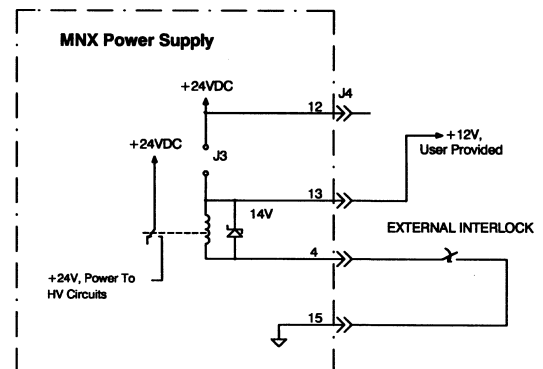 MNX Power Supply
+24VDC
12
J4
+24VDC
J3
+12V,
User Provided
13
14V
EXTERNAL INTERLOCK
4
+24V, Power To
HV Circuits
15